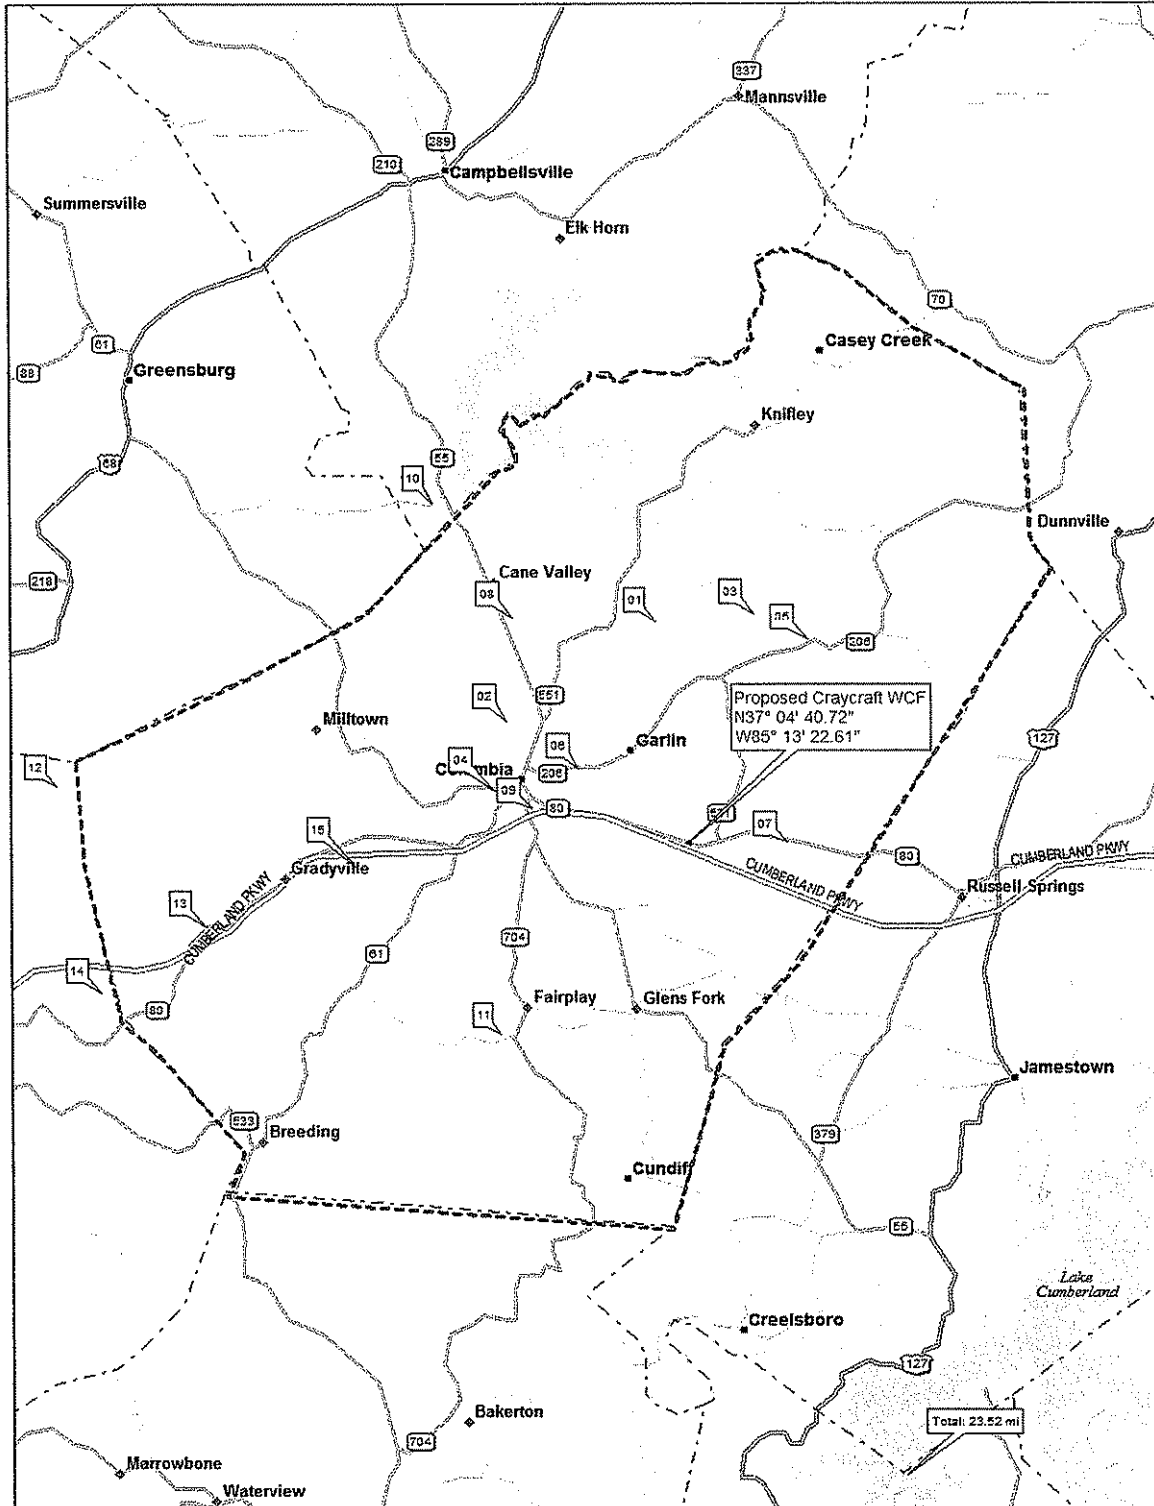 337
Mannsville
289
210
Campbellsville
Summersville
Elk Horn
70
61
Casey Creek
88
Greensburg
Knifley
68
55
10
Dunnville
218
Cane Valley
08
01
03
05
206
02
551
Proposed Craycraft WCF
N37° 04' 40.72"
W85° 13' 22.61"
Milltown
127
Garlin
06
12
04
Columbia
206
09
80
07
15
80
CUMBERLAND PKWY
Gradyville
CUMBERLAND PKWY
Russell Springs
13
CUMBERLAND PKWY
704
61
14
Fairplay
Glens Fork
80
11
Jamestown
533
Breeding
379
Cundiff
55
Lake
Cumberland
Creelsboro
127
Bakerton
Total: 23.52 mi
704
Marrowbone
Waterview